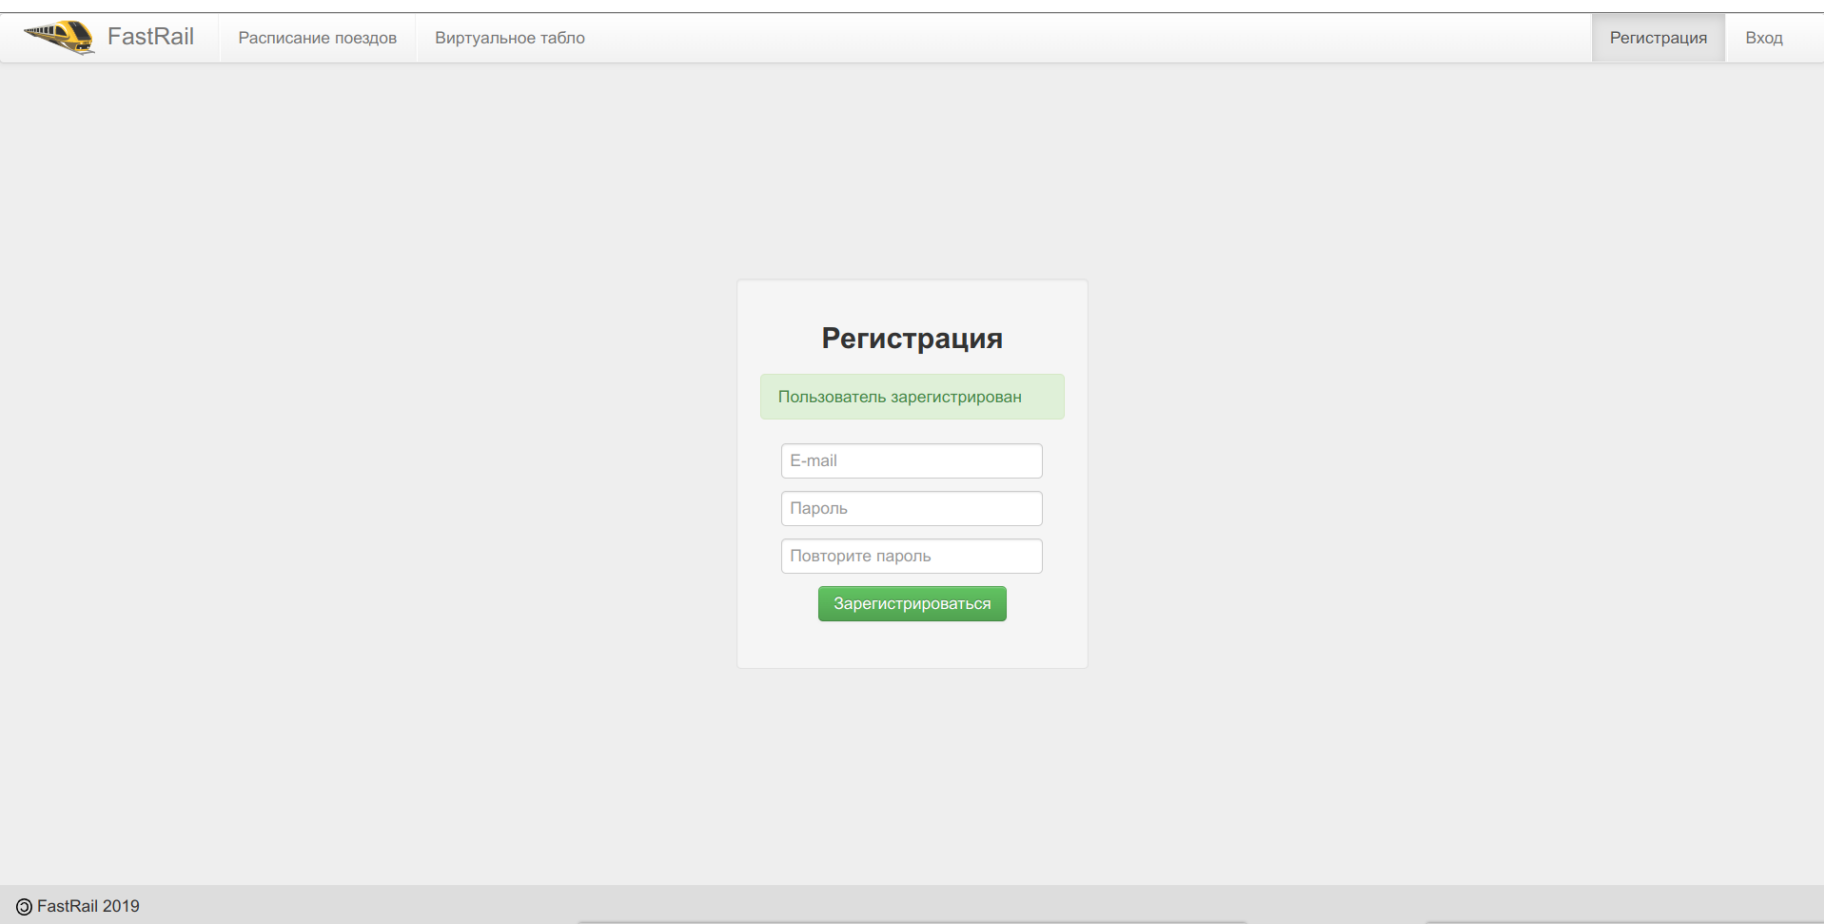 FastRail Расписание поездов Виртуальное табло Регистрация Вход
Регистрация
Пользователь зарегистрирован
E-mail
Пароль
Повторите пароль
Зарегистрироваться
🄯 FastRail 2019